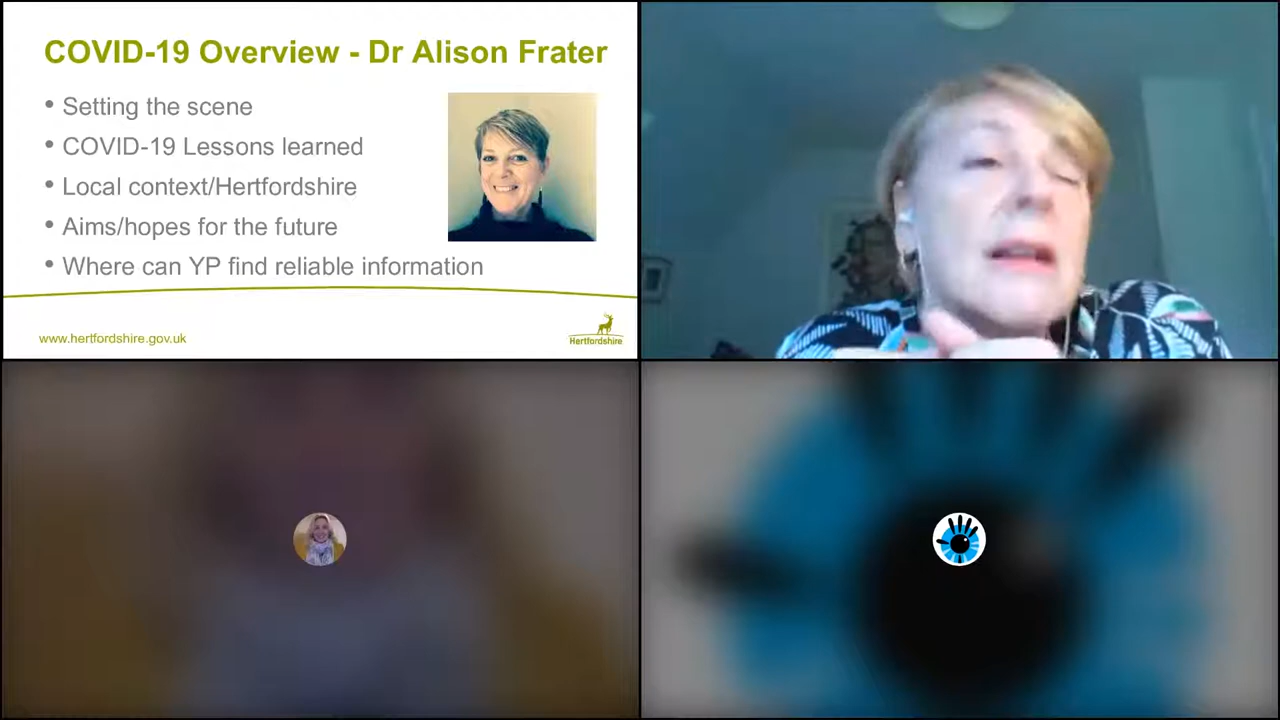 COVID-19 Overview - Dr Alison Frater
• Setting the scene
• COVID-19 Lessons learned
• Local context/Hertfordshire
• Aims/hopes for the future
• Where can YP find reliable information
www.hertfordshire.gov.uk
Hertfordshire